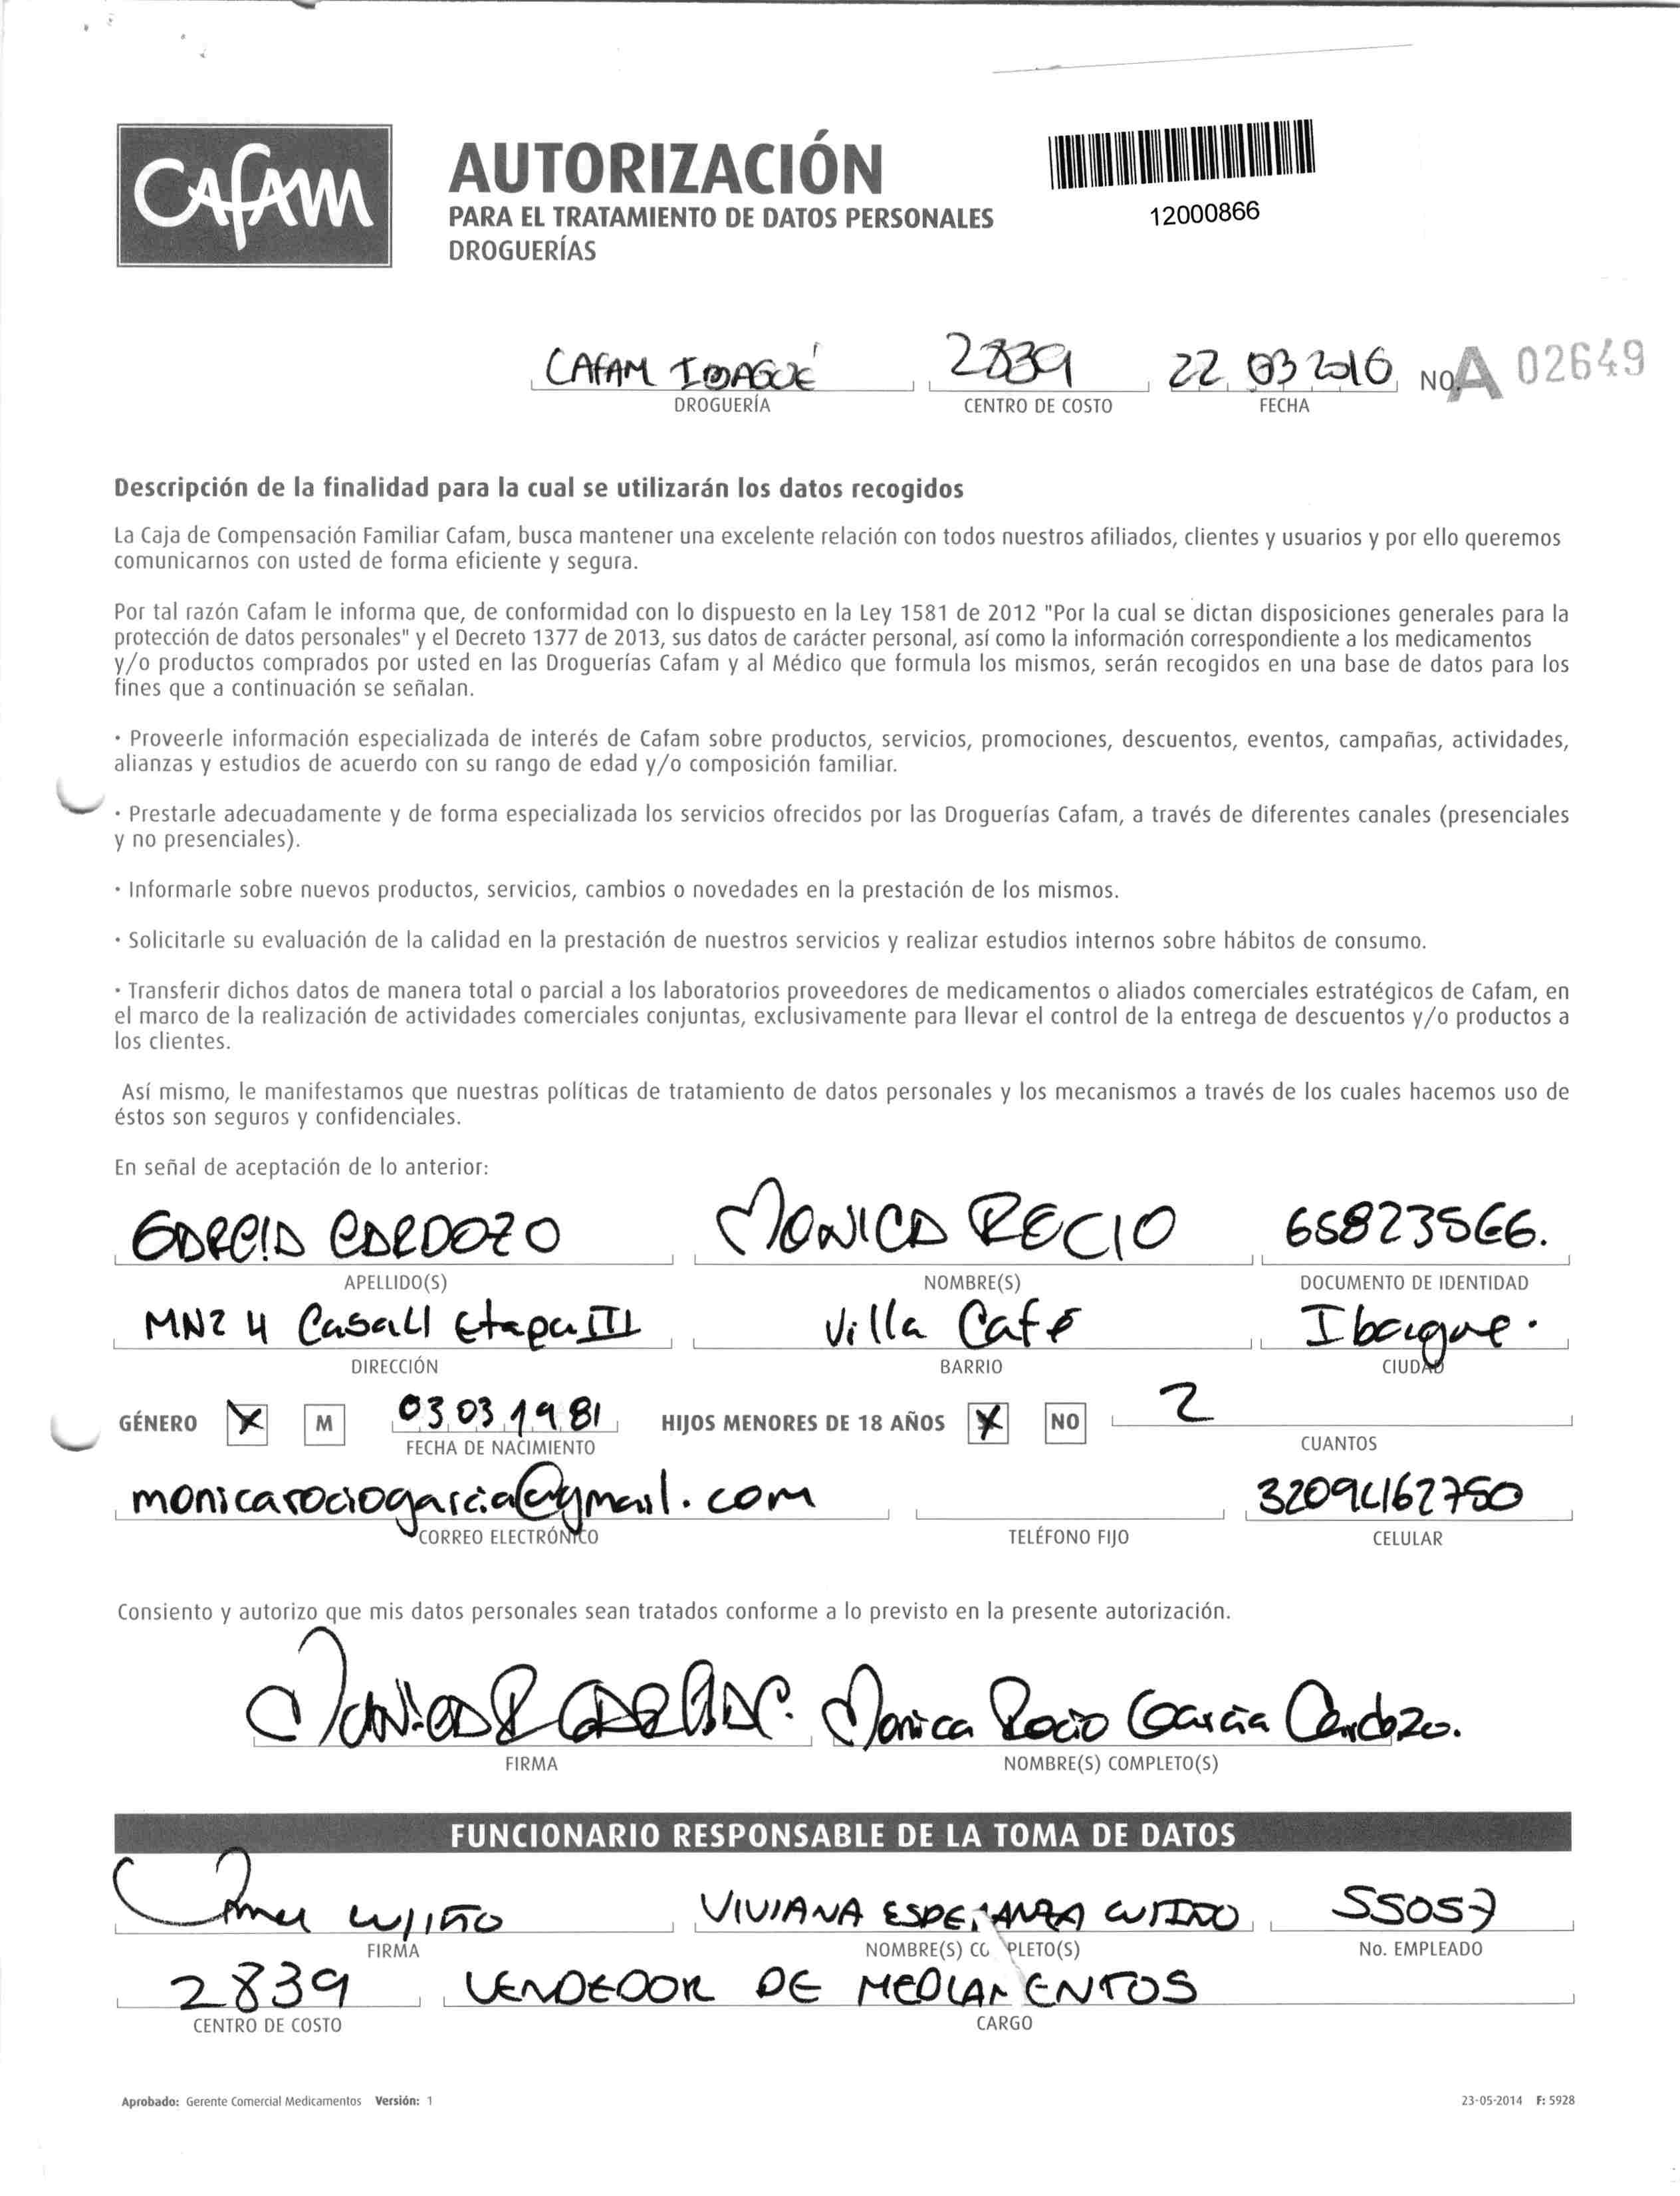 CAFAM
AUTORIZACIÓN
PARA EL TRATAMIENTO DE DATOS PERSONALES
DROGUERÍAS
12000866
CAFAM IBAGUÉ 2839 22 03 2016 NO. A 02649
DROGUERÍA CENTRO DE COSTO FECHA
Descripción de la finalidad para la cual se utilizarán los datos recogidos
La Caja de Compensación Familiar Cafam, busca mantener una excelente relación con todos nuestros afiliados, clientes y usuarios y por ello queremos
comunicarnos con usted de forma eficiente y segura.
Por tal razón Cafam le informa que, de conformidad con lo dispuesto en la Ley 1581 de 2012 "Por la cual se dictan disposiciones generales para la
protección de datos personales" y el Decreto 1377 de 2013, sus datos de carácter personal, así como la información correspondiente a los medicamentos
y/o productos comprados por usted en las Droguerías Cafam y al Médico que formula los mismos, serán recogidos en una base de datos para los
fines que a continuación se señalan.
· Proveerle información especializada de interés de Cafam sobre productos, servicios, promociones, descuentos, eventos, campañas, actividades,
alianzas y estudios de acuerdo con su rango de edad y/o composición familiar.
· Prestarle adecuadamente y de forma especializada los servicios ofrecidos por las Droguerías Cafam, a través de diferentes canales (presenciales
y no presenciales).
· Informarle sobre nuevos productos, servicios, cambios o novedades en la prestación de los mismos.
· Solicitarle su evaluación de la calidad en la prestación de nuestros servicios y realizar estudios internos sobre hábitos de consumo.
· Transferir dichos datos de manera total o parcial a los laboratorios proveedores de medicamentos o aliados comerciales estratégicos de Cafam, en
el marco de la realización de actividades comerciales conjuntas, exclusivamente para llevar el control de la entrega de descuentos y/o productos a
los clientes.
Así mismo, le manifestamos que nuestras políticas de tratamiento de datos personales y los mecanismos a través de los cuales hacemos uso de
éstos son seguros y confidenciales.
En señal de aceptación de lo anterior:
GARCIA CARDOZO MONICA ROCIO 65823566.
APELLIDO(S) NOMBRE(S) DOCUMENTO DE IDENTIDAD
MNZ 4 Casa 11 Etapa III Villa Café Ibague.
DIRECCIÓN BARRIO CIUDAD
GÉNERO X M 03 03 1981 HIJOS MENORES DE 18 AÑOS X NO 2
FECHA DE NACIMIENTO CUANTOS
monicarociogarcia@gmail.com
CORREO ELECTRÓNICO TELÉFONO FIJO CELULAR
Consiento y autorizo que mis datos personales sean tratados conforme a lo previsto en la presente autorización.
Monica Rocio Garcia Cardozo.
FIRMA NOMBRE(S) COMPLETO(S)
FUNCIONARIO RESPONSABLE DE LA TOMA DE DATOS
VIVIANA ESPERANZA CUTIÑO 55057
FIRMA NOMBRE(S) COMPLETO(S) No. EMPLEADO
2839 VENDEDOR DE MEDICAMENTOS
CENTRO DE COSTO CARGO
Aprobado: Gerente Comercial Medicamentos Versión: 1 23-05-2014 F: 5928